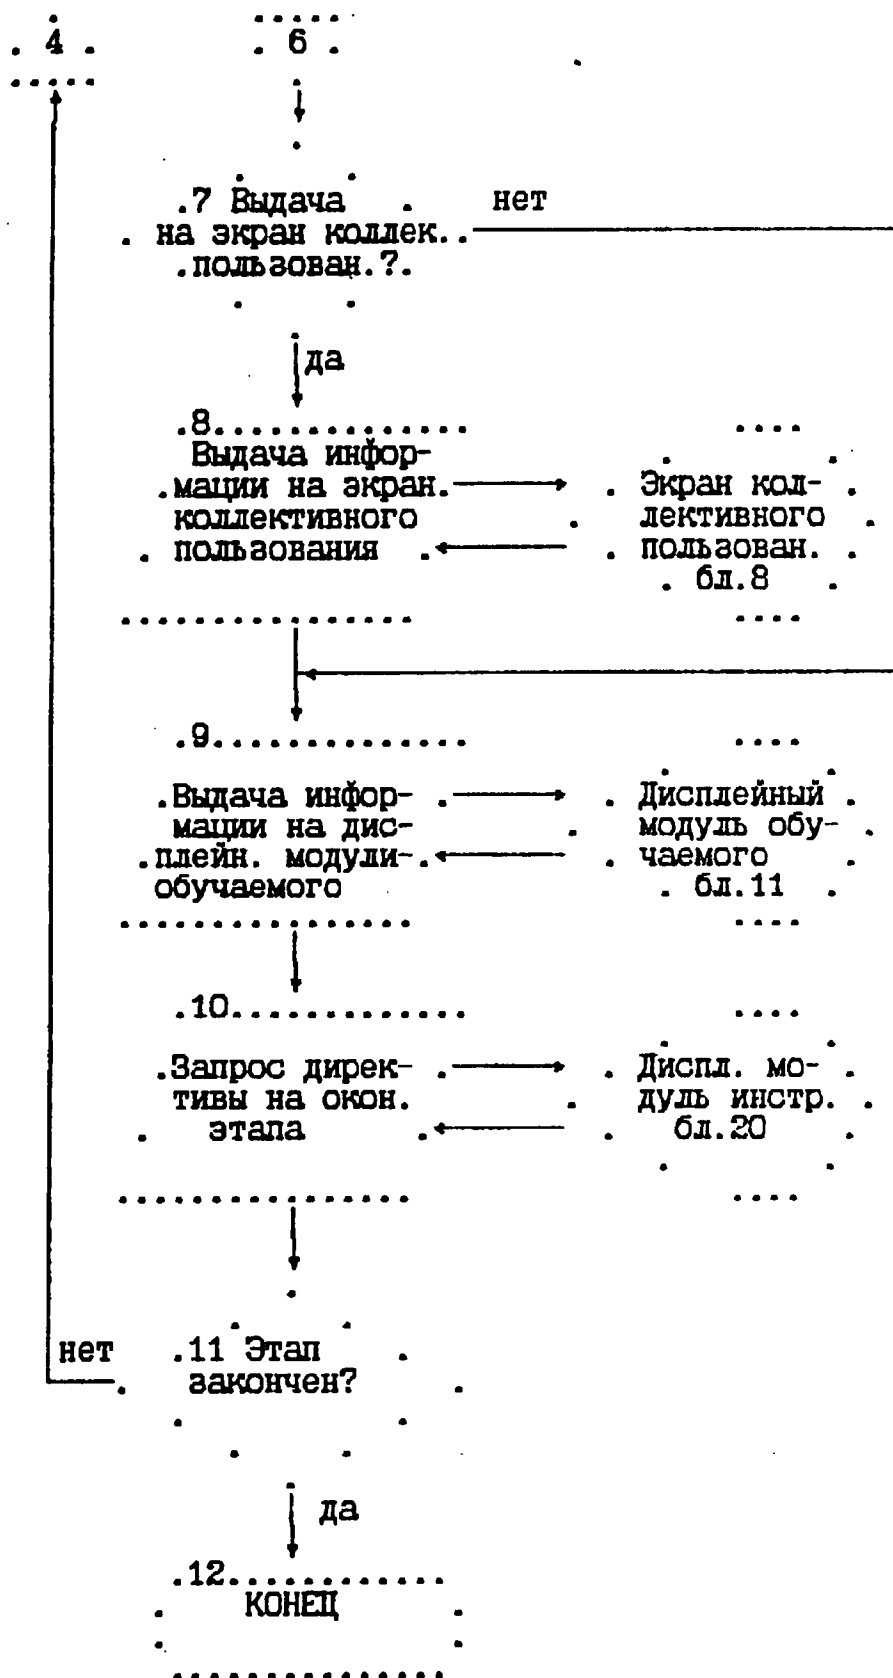 4
6
7 Выдача
на экран коллек.
пользован.?
нет
да
8
Выдача инфор-
мации на экран
коллективного
пользования
Экран кол-
лективного
пользован.
бл.8
9
Выдача инфор-
мации на дис-
плейн. модули
обучаемого
Дисплейный
модуль обу-
чаемого
бл.11
10
Запрос дирек-
тивы на окон.
этапа
Диспл. мо-
дуль инстр.
бл.20
нет
11 Этап
закончен?
да
12
КОНЕЦ